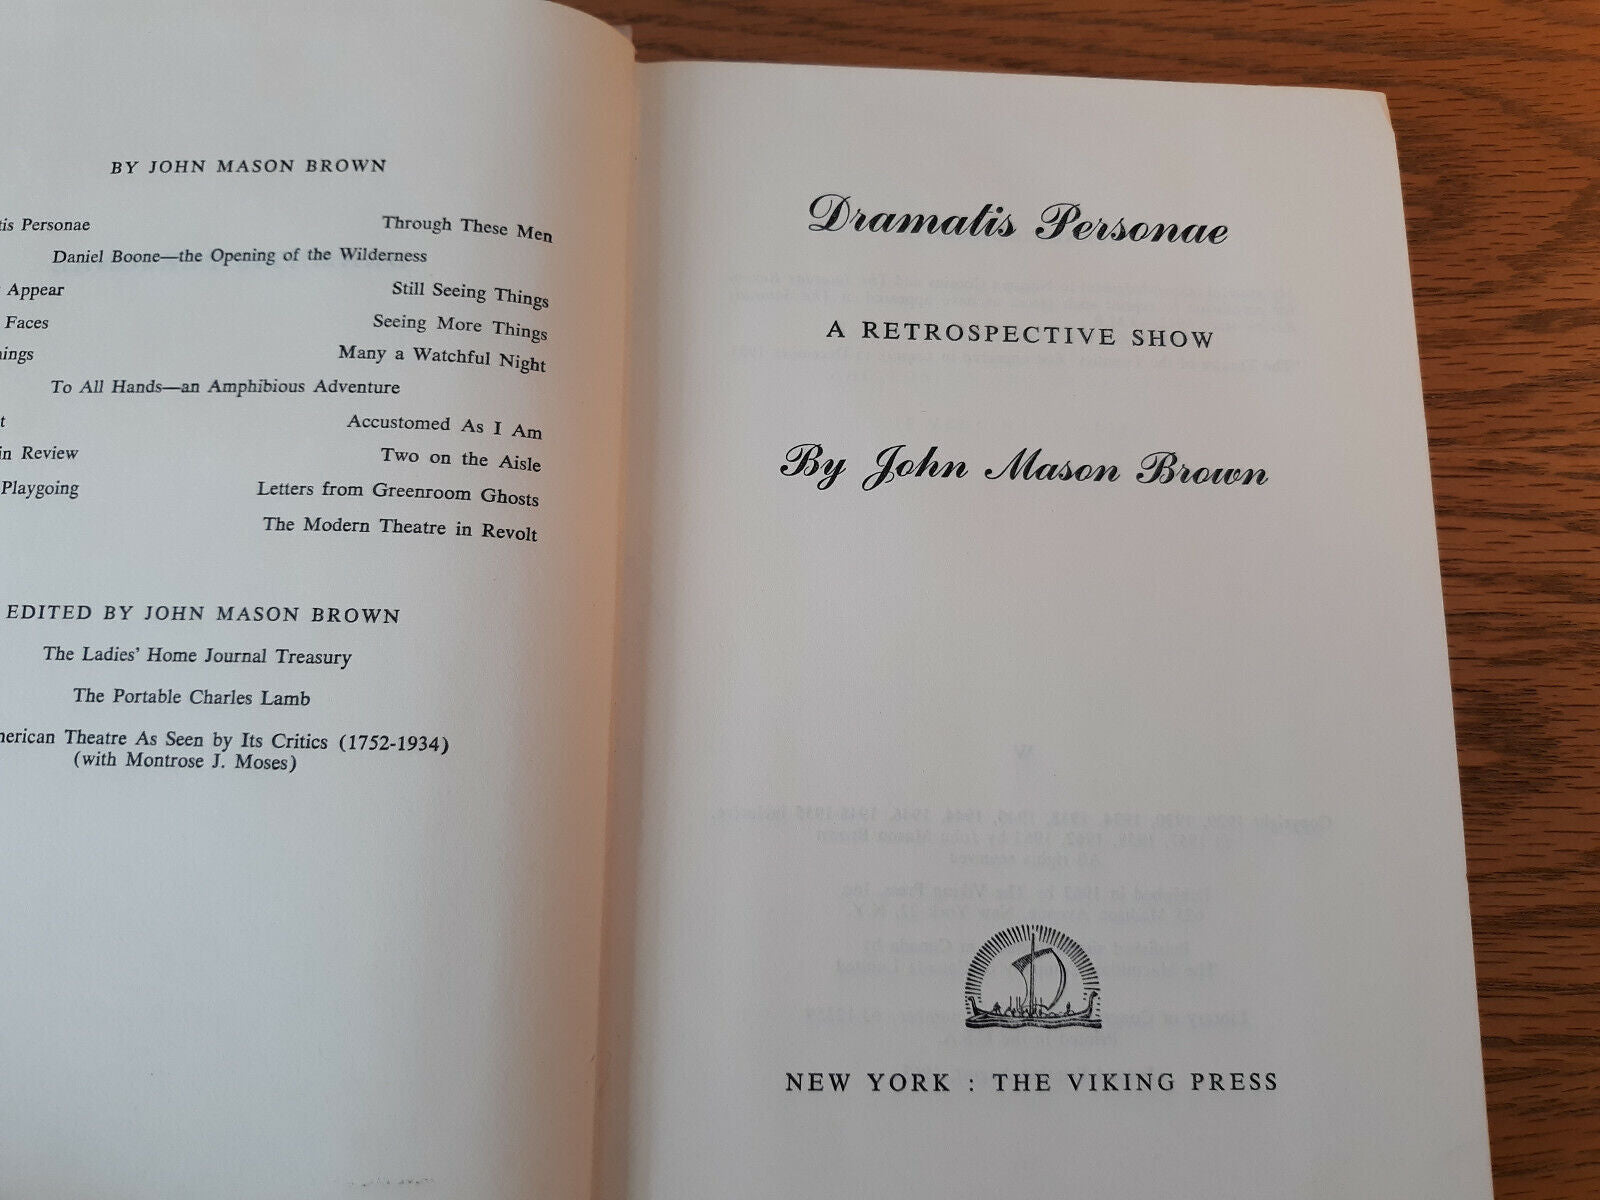 BY JOHN MASON BROWN
Personae Through These Men
Daniel Boone—the Opening of the Wilderness
Appear Still Seeing Things
Faces Seeing More Things
Many a Watchful Night
To All Hands—an Amphibious Adventure
Accustomed As I Am
in Review Two on the Aisle
Playgoing Letters from Greenroom Ghosts
The Modern Theatre in Revolt
EDITED BY JOHN MASON BROWN
The Ladies' Home Journal Treasury
The Portable Charles Lamb
Theatre As Seen by Its Critics (1752-1934)
(with Montrose J. Moses)
Dramatis Personae
A RETROSPECTIVE SHOW
By John Mason Brown
NEW YORK : THE VIKING PRESS